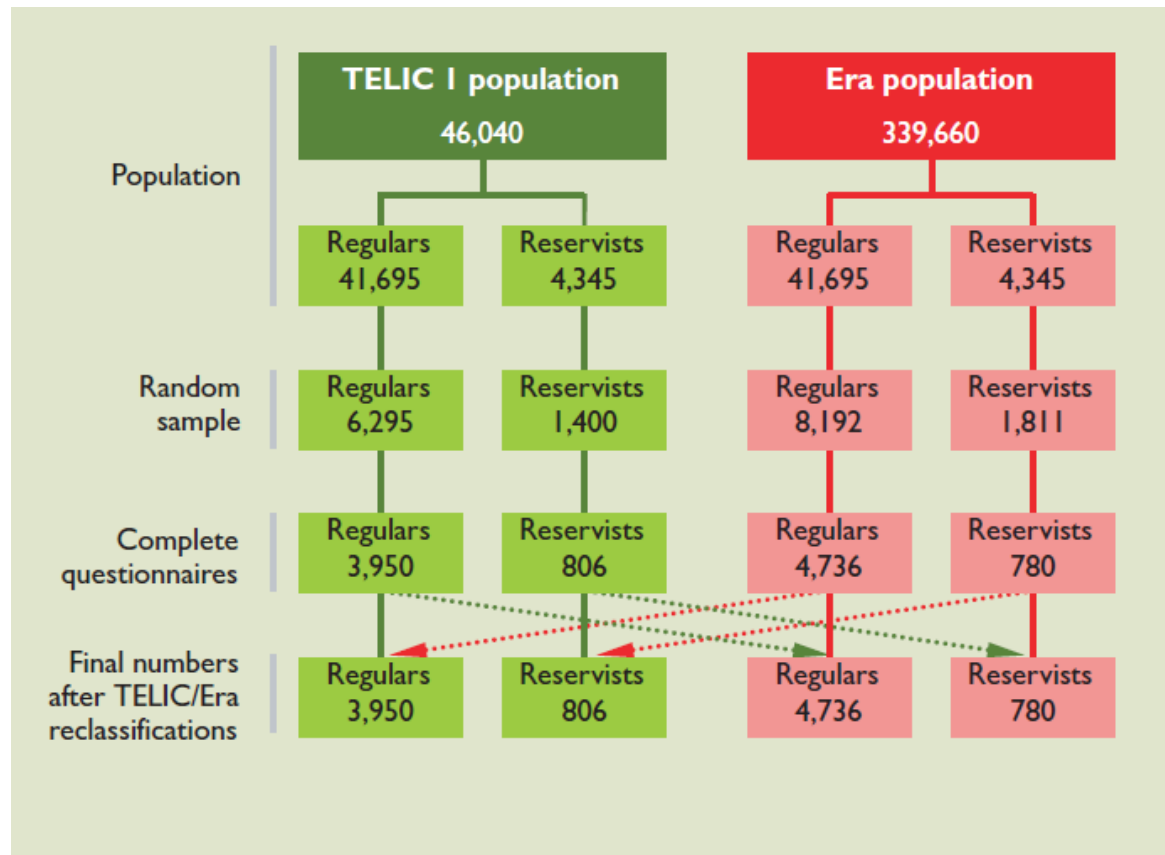 TELIC 1 population
46,040
Era population
339,660
Population
Regulars
41,695
Reservists
4,345
Regulars
41,695
Reservists
4,345
Random
sample
Regulars
6,295
Reservists
1,400
Regulars
8,192
Reservists
1,811
Complete
questionnaires
Regulars
3,950
Reservists
806
Regulars
4,736
Reservists
780
Final numbers
after TELIC/Era
reclassifications
Regulars
3,950
Reservists
806
Regulars
4,736
Reservists
780